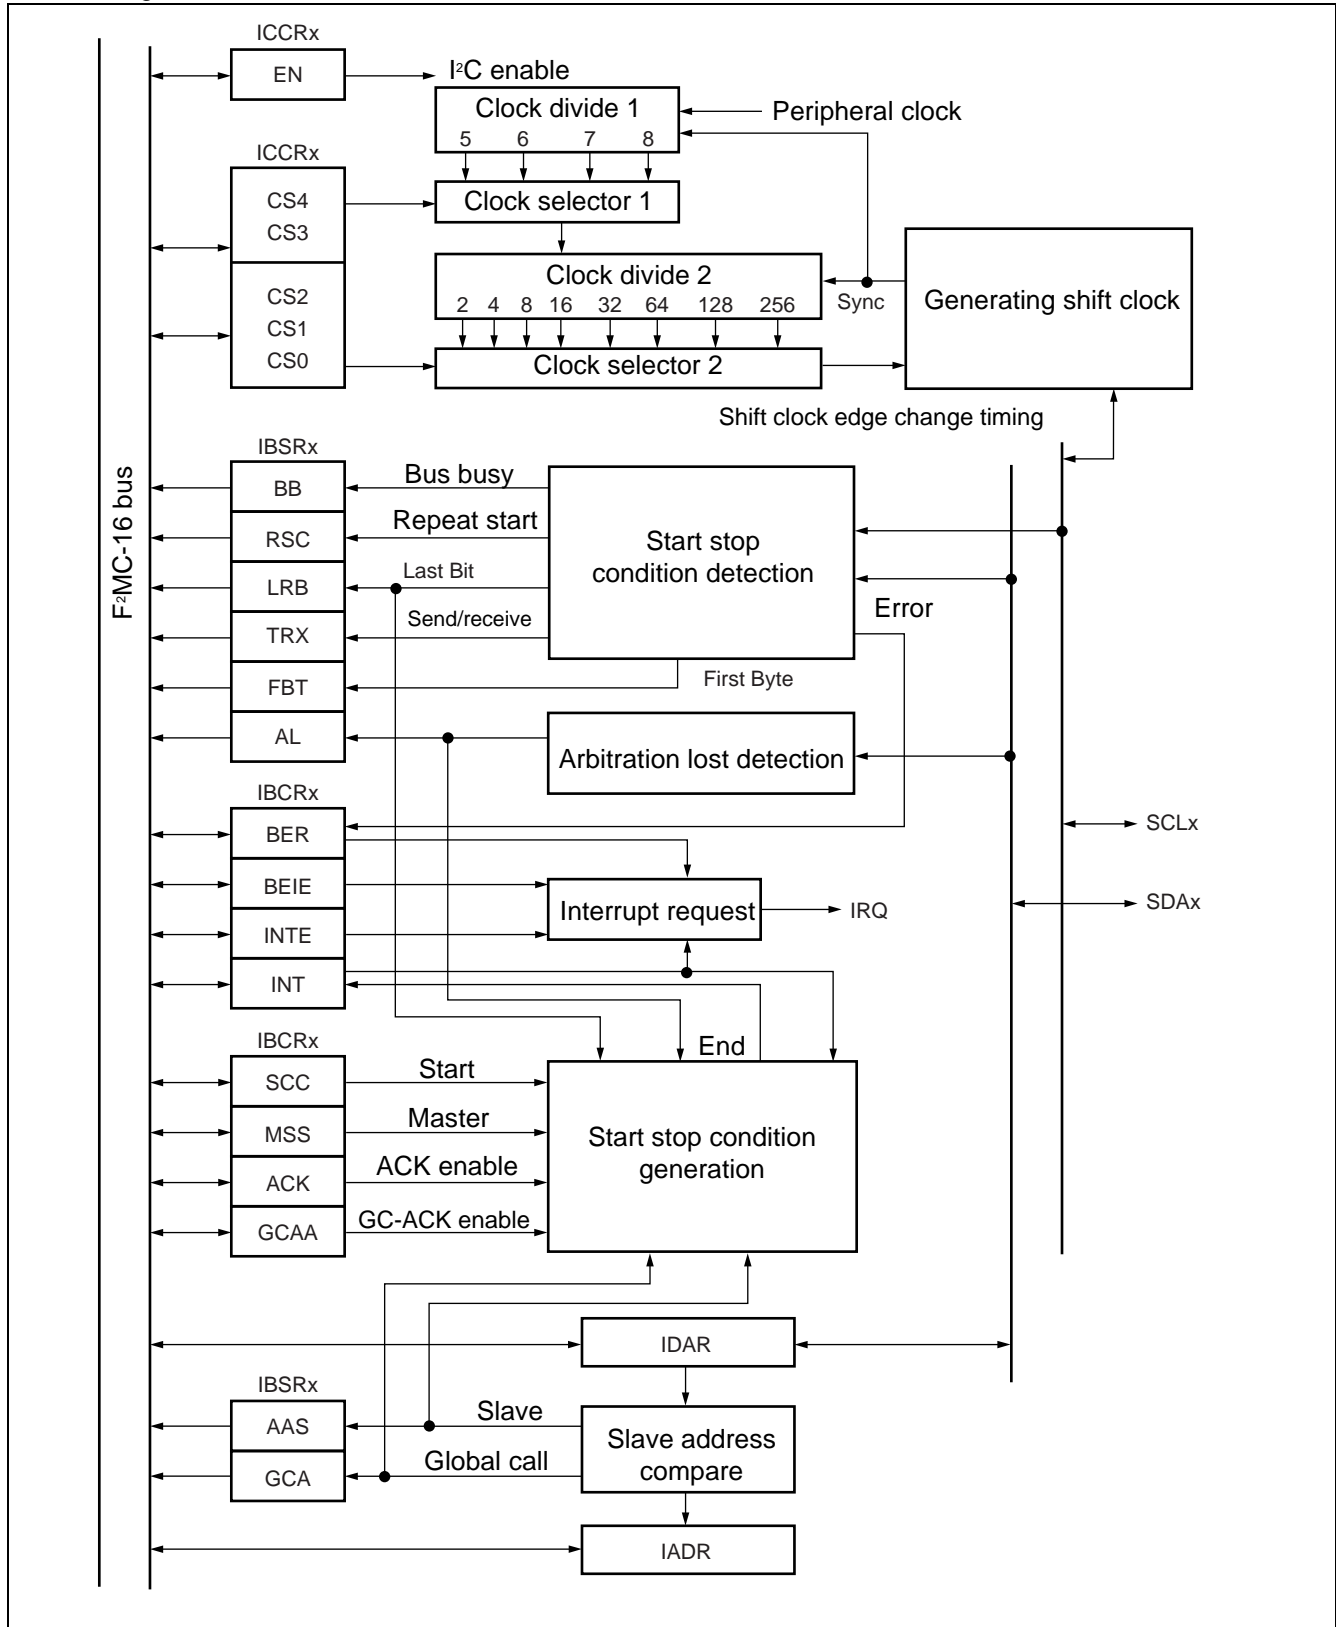 ICCRx
EN
I²C enable
Clock divide 1
5 6 7 8
Peripheral clock
ICCRx
CS4
CS3
Clock selector 1
CS2
CS1
CS0
Clock divide 2
2 4 8 16 32 64 128 256
Sync
Clock selector 2
Generating shift clock
Shift clock edge change timing
F²MC-16 bus
IBSRx
BB
Bus busy
RSC
Repeat start
LRB
Last Bit
TRX
Send/receive
FBT
First Byte
AL
Start stop
condition detection
Error
Arbitration lost detection
IBCRx
BER
BEIE
INTE
INT
Interrupt request
IRQ
SCLx
SDAx
End
IBCRx
SCC
Start
MSS
Master
ACK
ACK enable
GCAA
GC-ACK enable
Start stop condition
generation
IDAR
IBSRx
AAS
Slave
GCA
Global call
Slave address
compare
IADR